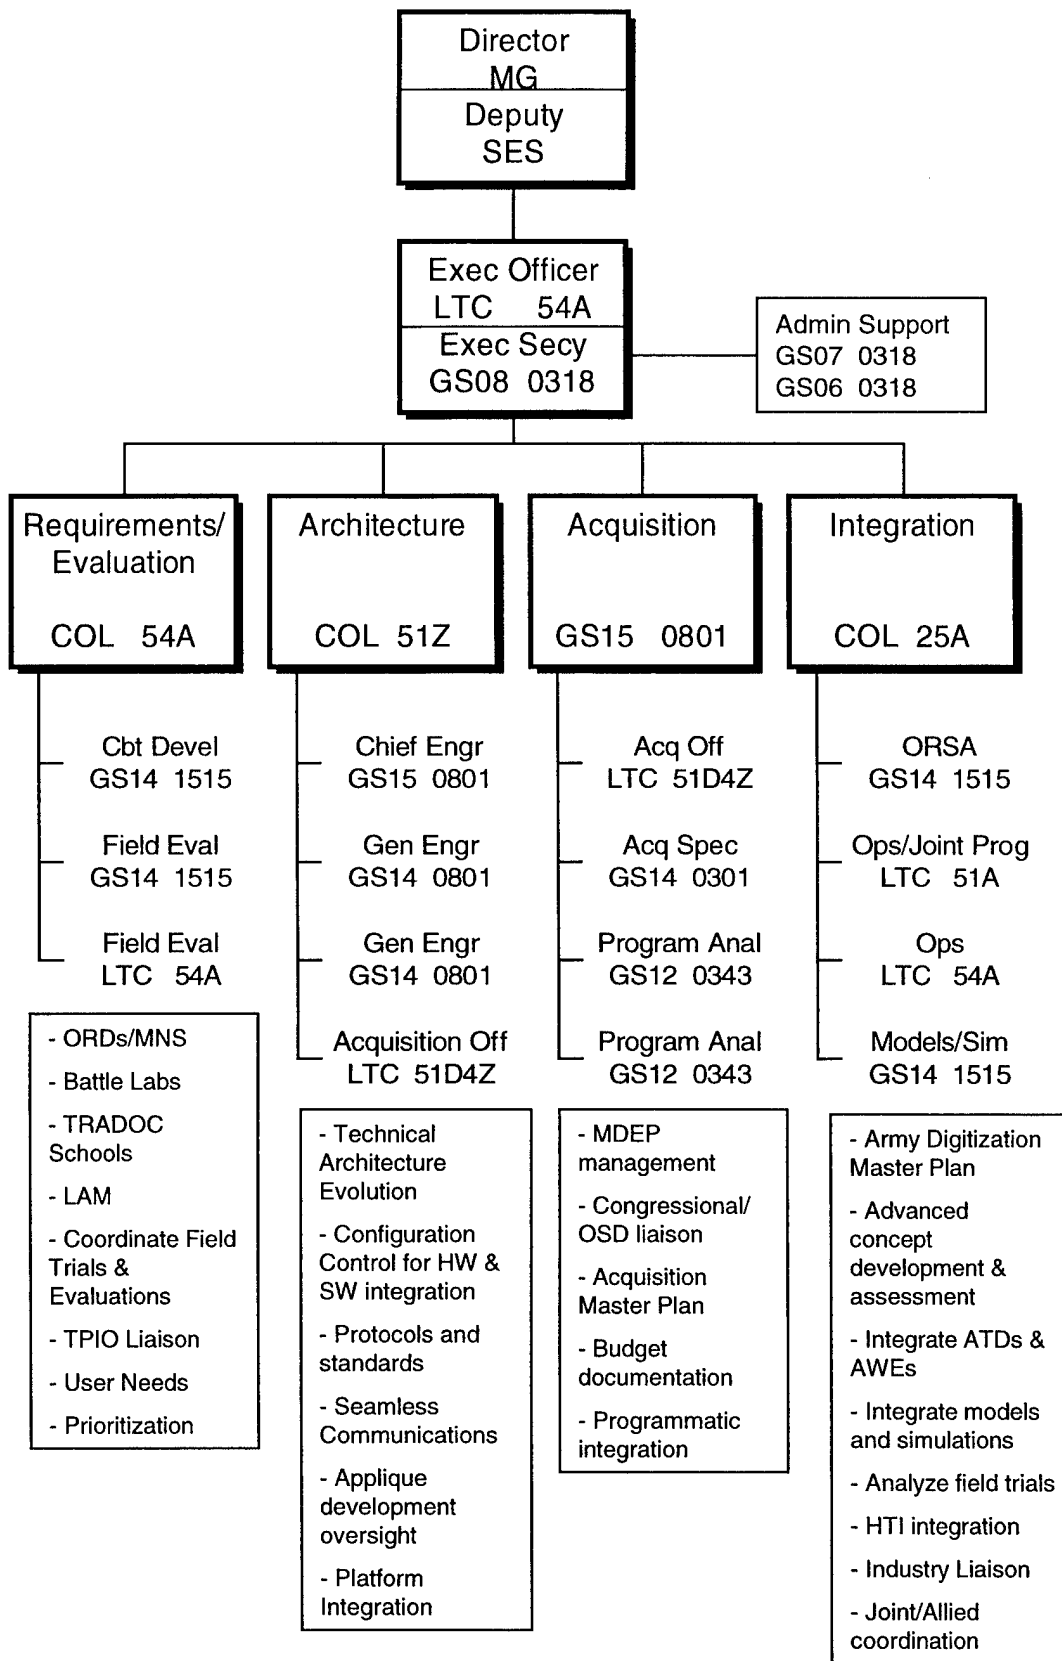 Director
MG
Deputy
SES
Exec Officer
LTC 54A
Exec Secy
GS08 0318
Admin Support
GS07 0318
GS06 0318
Requirements/
Evaluation
COL 54A
Cbt Devel
GS14 1515
Field Eval
GS14 1515
Field Eval
LTC 54A
- ORDs/MNS
- Battle Labs
- TRADOC
Schools
- LAM
- Coordinate Field
Trials &
Evaluations
- TPIO Liaison
- User Needs
- Prioritization
Architecture
COL 51Z
Chief Engr
GS15 0801
Gen Engr
GS14 0801
Gen Engr
GS14 0801
Acquisition Off
LTC 51D4Z
- Technical
Architecture
Evolution
- Configuration
Control for HW &
SW integration
- Protocols and
standards
- Seamless
Communications
- Applique
development
oversight
- Platform
Integration
Acquisition
GS15 0801
Acq Off
LTC 51D4Z
Acq Spec
GS14 0301
Program Anal
GS12 0343
Program Anal
GS12 0343
- MDEP
management
- Congressional/
OSD liaison
- Acquisition
Master Plan
- Budget
documentation
- Programmatic
integration
Integration
COL 25A
ORSA
GS14 1515
Ops/Joint Prog
LTC 51A
Ops
LTC 54A
Models/Sim
GS14 1515
- Army Digitization
Master Plan
- Advanced
concept
development &
assessment
- Integrate ATDs &
AWEs
- Integrate models
and simulations
- Analyze field trials
- HTI integration
- Industry Liaison
- Joint/Allied
coordination